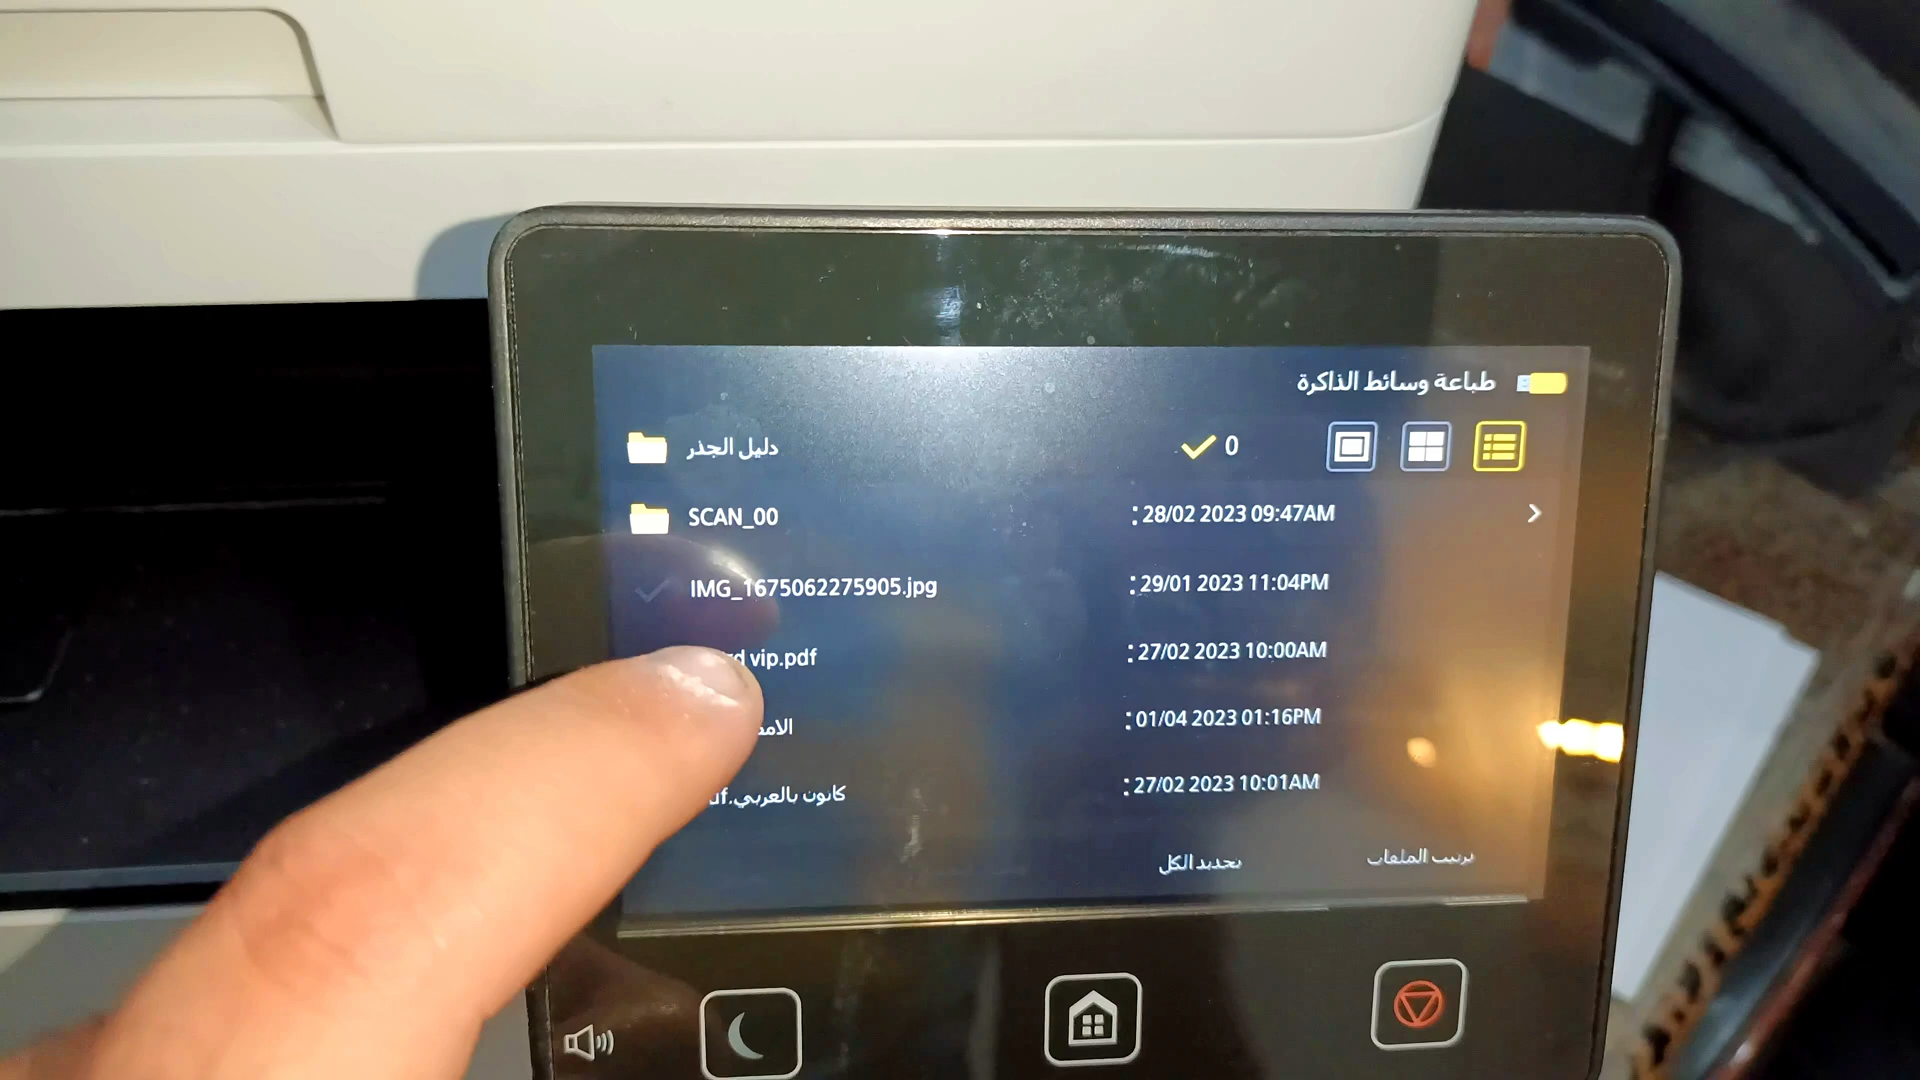 طباعة وسائط الذاكرة
دليل الجذر 0
SCAN_00 : 28/02 2023 09:47AM
IMG_1675062275905.jpg : 29/01 2023 11:04PM
vip.pdf : 27/02 2023 10:00AM
: 01/04 2023 01:16PM
كانون بالعربي : 27/02 2023 10:01AM
تحديد الكل ترتيب الملفات